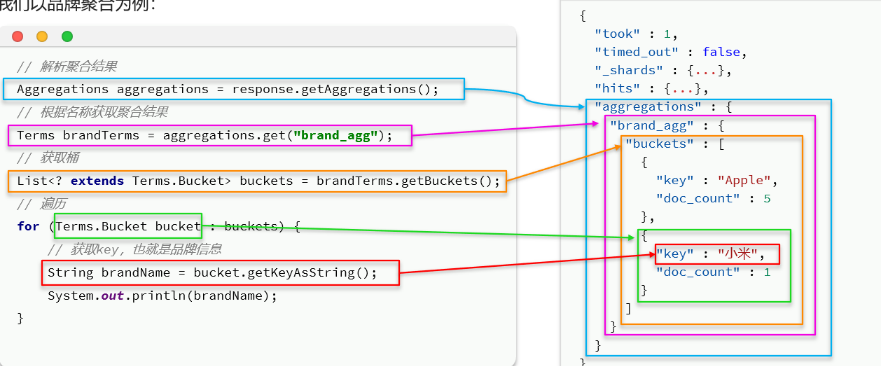 我们以品牌聚合为例：
// 解析聚合结果
Aggregations aggregations = response.getAggregations();
// 根据名称获取聚合结果
Terms brandTerms = aggregations.get("brand_agg");
// 获取桶
List<? extends Terms.Bucket> buckets = brandTerms.getBuckets();
// 遍历
for (Terms.Bucket bucket : buckets) {
// 获取key，也就是品牌信息
String brandName = bucket.getKeyAsString();
System.out.println(brandName);
}
{
"took" : 1,
"timed_out" : false,
"_shards" : {...},
"hits" : {...},
"aggregations" : {
"brand_agg" : {
"buckets" : [
{
"key" : "Apple",
"doc_count" : 5
},
{
"key" : "小米",
"doc_count" : 1
}
]
}
}
}